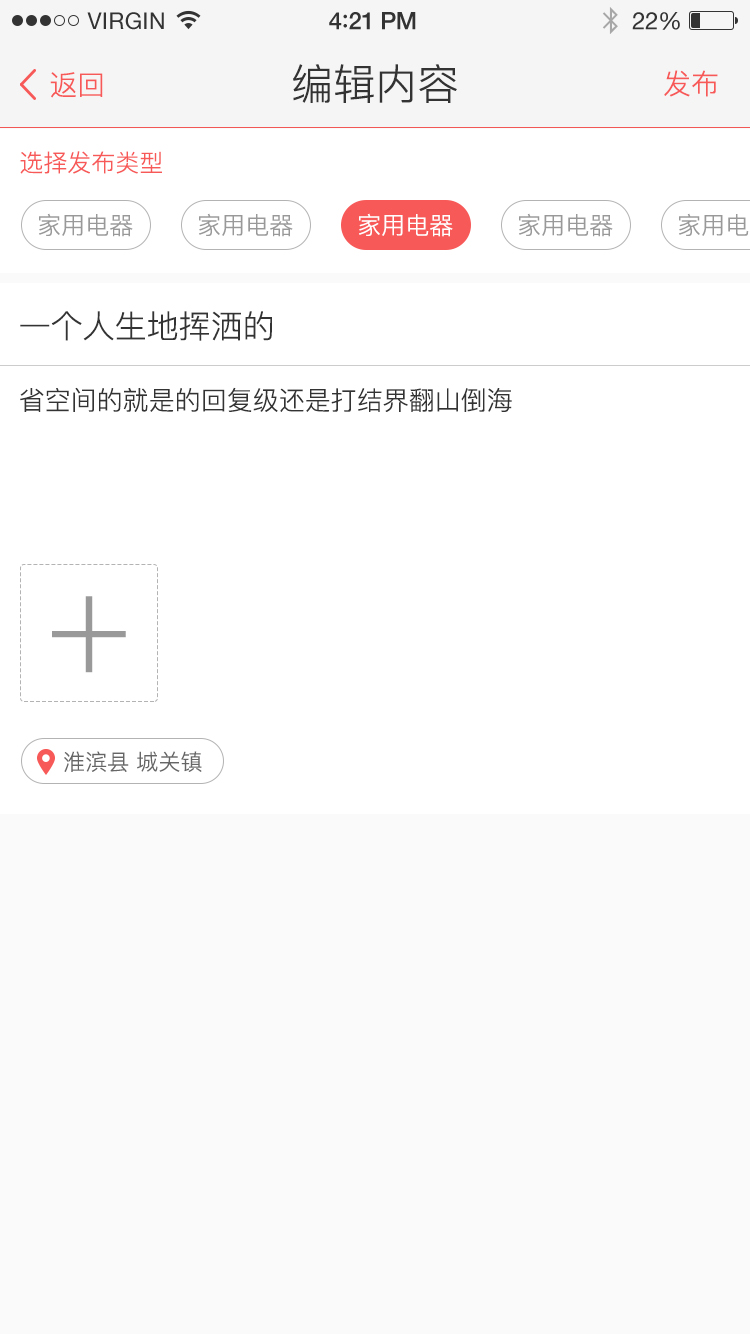 VIRGIN 4:21 PM 22%
返回 编辑内容 发布
选择发布类型
家用电器 家用电器 家用电器 家用电器 家用电
一个人生地挥洒的
省空间的就是的回复级还是打结界翻山倒海
淮滨县 城关镇